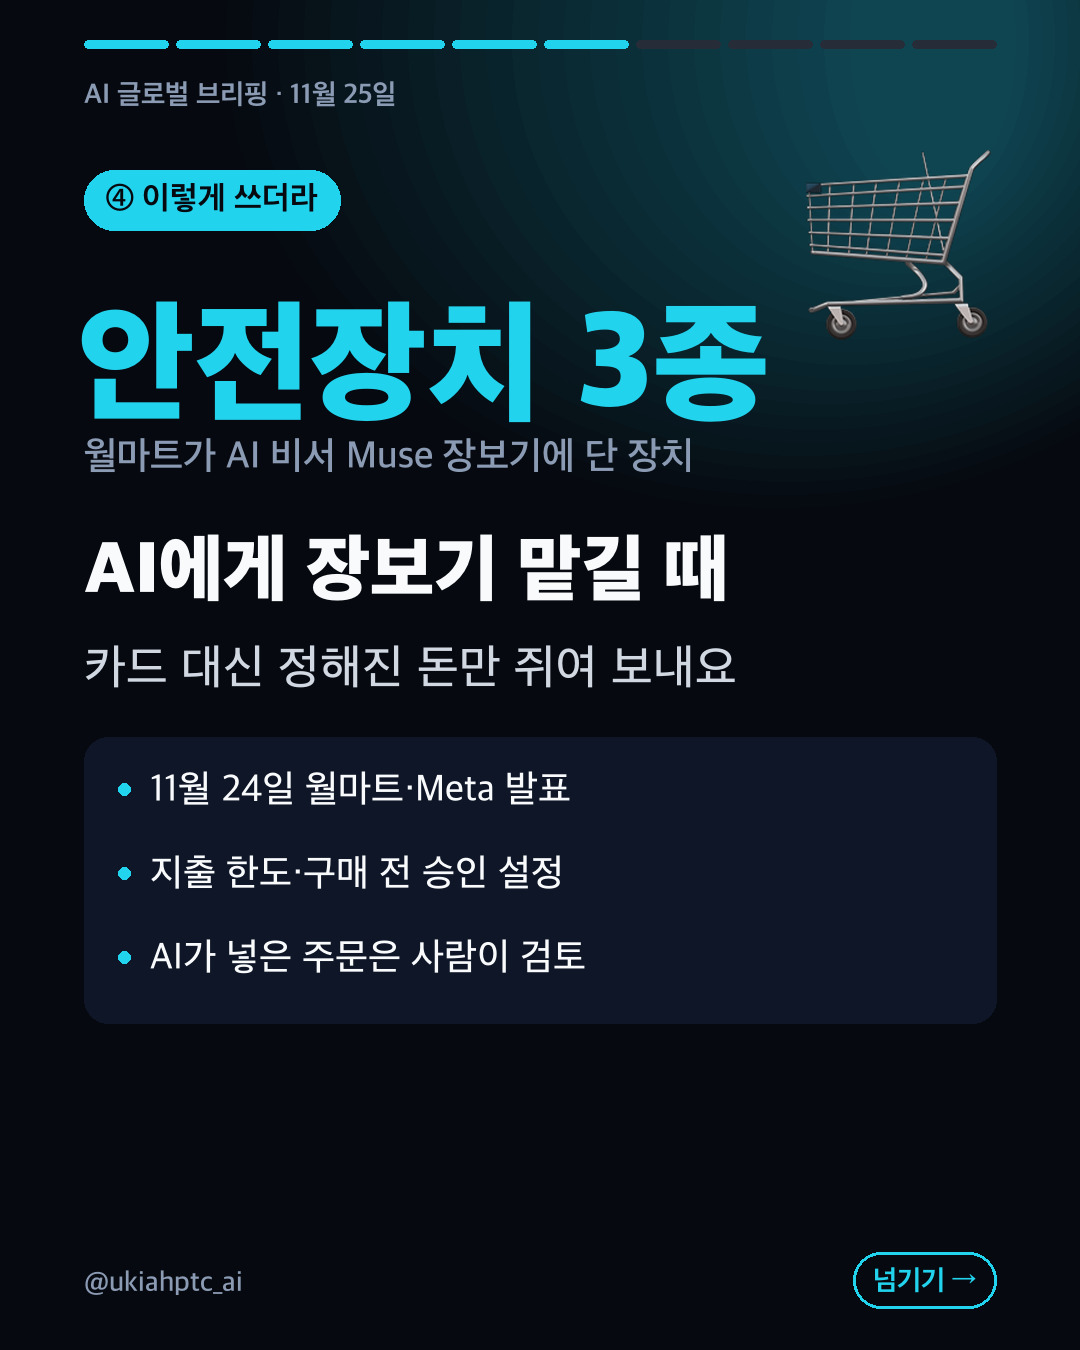 AI 글로벌 브리핑 · 11월 25일
④ 이렇게 쓰더라
안전장치 3종
월마트가 AI 비서 Muse 장보기에 단 장치
AI에게 장보기 맡길 때
카드 대신 정해진 돈만 쥐여 보내요
• 11월 24일 월마트·Meta 발표
• 지출 한도·구매 전 승인 설정
• AI가 넣은 주문은 사람이 검토
@ukiahptc_ai
넘기기 →